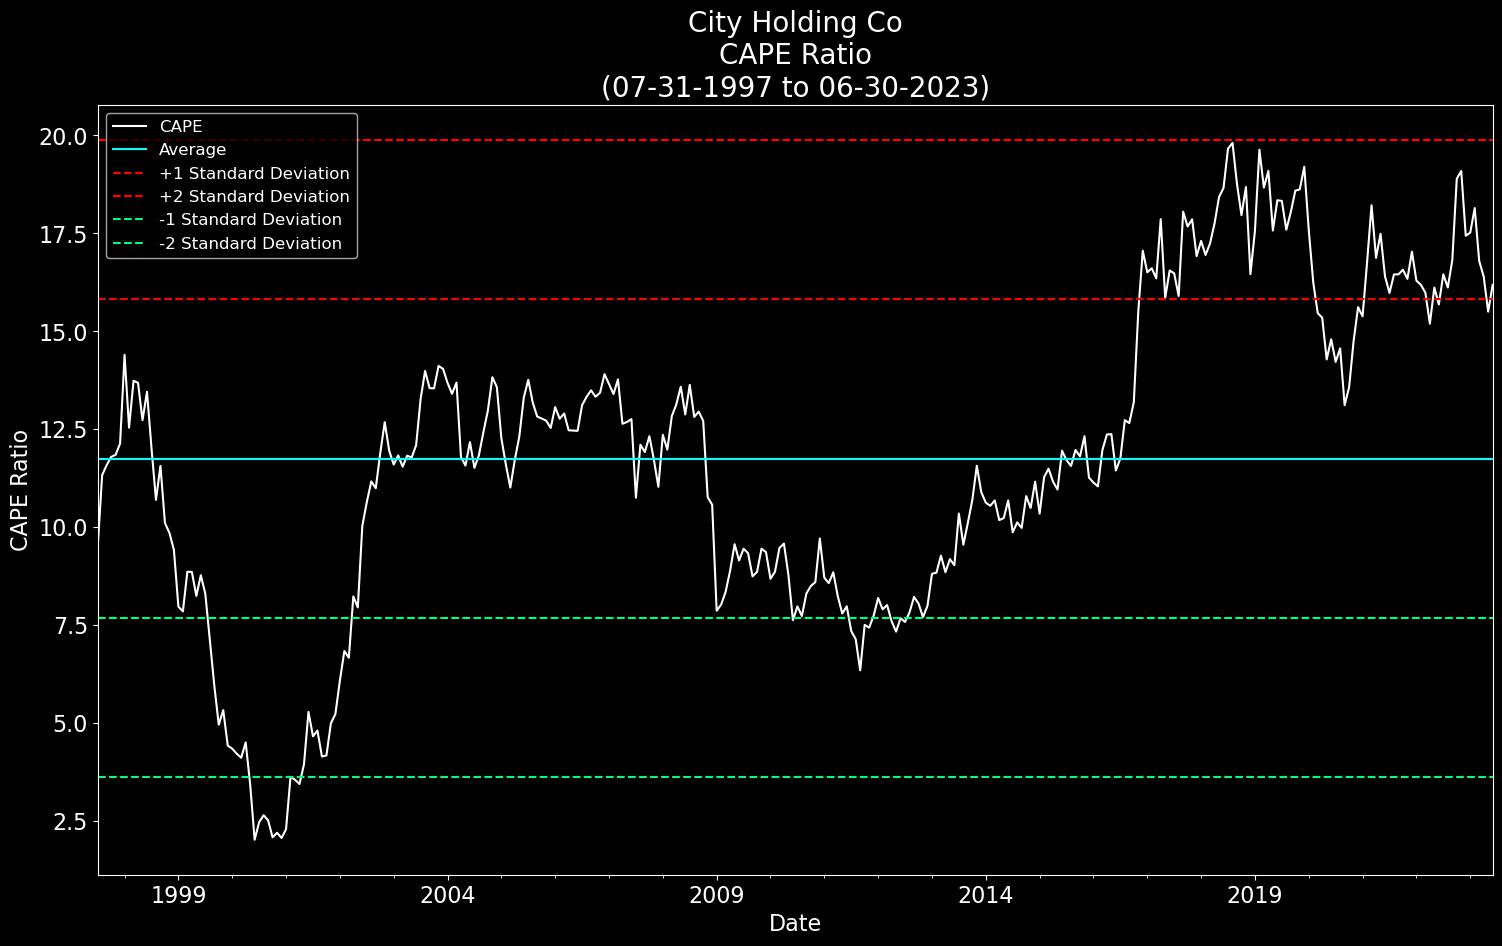 City Holding Co
CAPE Ratio
(07-31-1997 to 06-30-2023)
CAPE
Average
+1 Standard Deviation
+2 Standard Deviation
-1 Standard Deviation
-2 Standard Deviation
20.0
17.5
15.0
12.5
10.0
7.5
5.0
2.5
CAPE Ratio
1999
2004
2009
2014
2019
Date